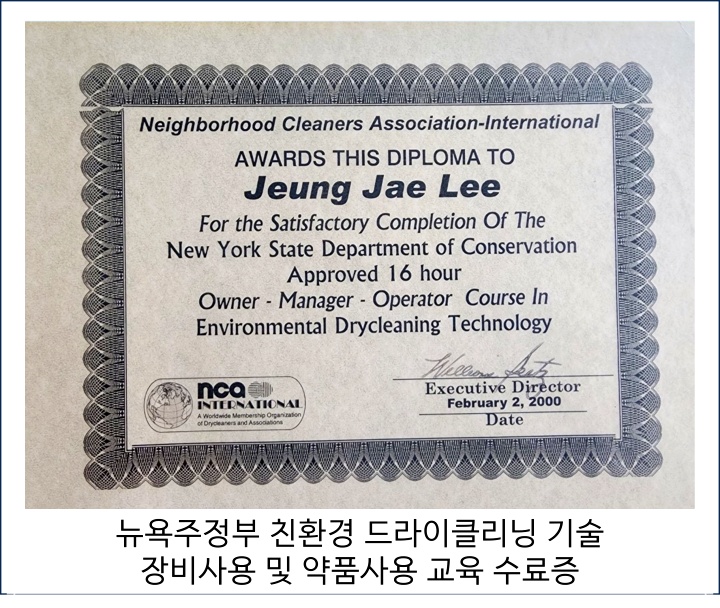 Neighborhood Cleaners Association-International
AWARDS THIS DIPLOMA TO
Jeung Jae Lee
For the Satisfactory Completion Of The
New York State Department of Conservation
Approved 16 hour
Owner - Manager - Operator Course In
Environmental Drycleaning Technology
nca
INTERNATIONAL
A Worldwide Membership Organization
of Drycleaners and Associations
Executive Director
February 2, 2000
Date
뉴욕주정부 친환경 드라이클리닝 기술
장비사용 및 약품사용 교육 수료증